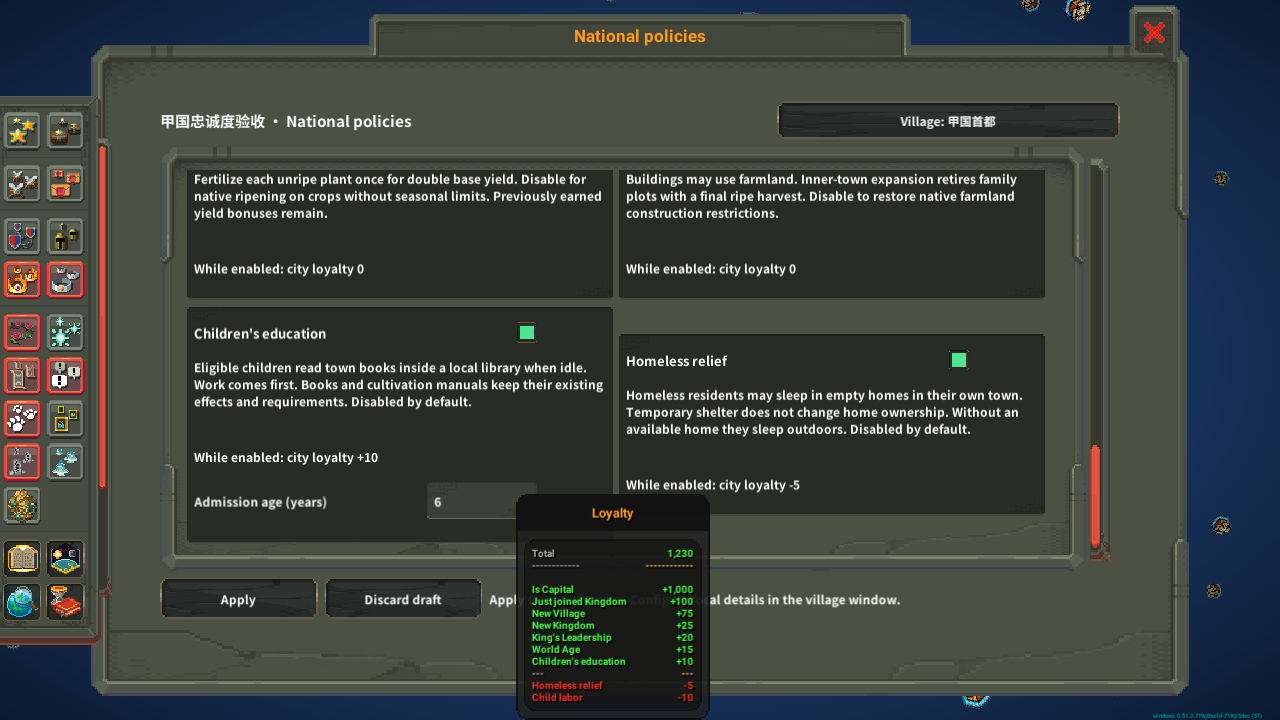 National policies
甲国忠诚度验收 · National policies
Village: 甲国首都
Fertilize each unripe plant once for double base yield. Disable for
native ripening on crops without seasonal limits. Previously earned
yield bonuses remain.
While enabled: city loyalty 0
Buildings may use farmland. Inner-town expansion retires family
plots with a final ripe harvest. Disable to restore native farmland
construction restrictions.
While enabled: city loyalty 0
Children's education
Eligible children read town books inside a local library when idle.
Work comes first. Books and cultivation manuals keep their existing
effects and requirements. Disabled by default.
While enabled: city loyalty +10
Admission age (years) 6
Homeless relief
Homeless residents may sleep in empty homes in their own town.
Temporary shelter does not change home ownership. Without an
available home they sleep outdoors. Disabled by default.
While enabled: city loyalty -5
Loyalty
Total 1,230
------------ ------------
Is Capital +1,000
Just joined Kingdom +100
New Village +75
New Kingdom +25
King's Leadership +20
World Age +15
Children's education +10
--- ---
Homeless relief -5
Child labor -10
Apply
Discard draft
Apply Config cal details in the village window.